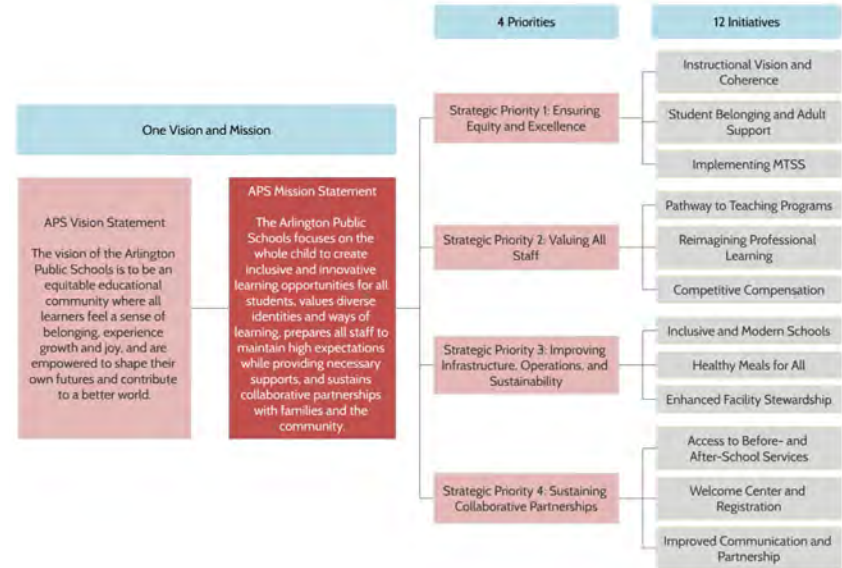 4 Priorities
12 Initiatives
One Vision and Mission
APS Vision Statement
The vision of the Arlington
Public Schools is to be an
equitable educational
community where all
learners feel a sense of
belonging, experience
growth and joy, and are
empowered to shape their
own futures and contribute
to a better world.
APS Mission Statement
The Arlington Public
Schools focuses on the
whole child to create
inclusive and innovative
learning opportunities for all
students, values diverse
identities and ways of
learning, prepares all staff to
maintain high expectations
while providing necessary
supports, and sustains
collaborative partnerships
with families and the
community.
Strategic Priority 1: Ensuring
Equity and Excellence
Instructional Vision and
Coherence
Student Belonging and Adult
Support
Implementing MTSS
Strategic Priority 2: Valuing All
Staff
Pathway to Teaching Programs
Reimagining Professional
Learning
Competitive Compensation
Strategic Priority 3: Improving
Infrastructure, Operations, and
Sustainability
Inclusive and Modern Schools
Healthy Meals for All
Enhanced Facility Stewardship
Strategic Priority 4: Sustaining
Collaborative Partnerships
Access to Before- and
After-School Services
Welcome Center and
Registration
Improved Communication and
Partnership